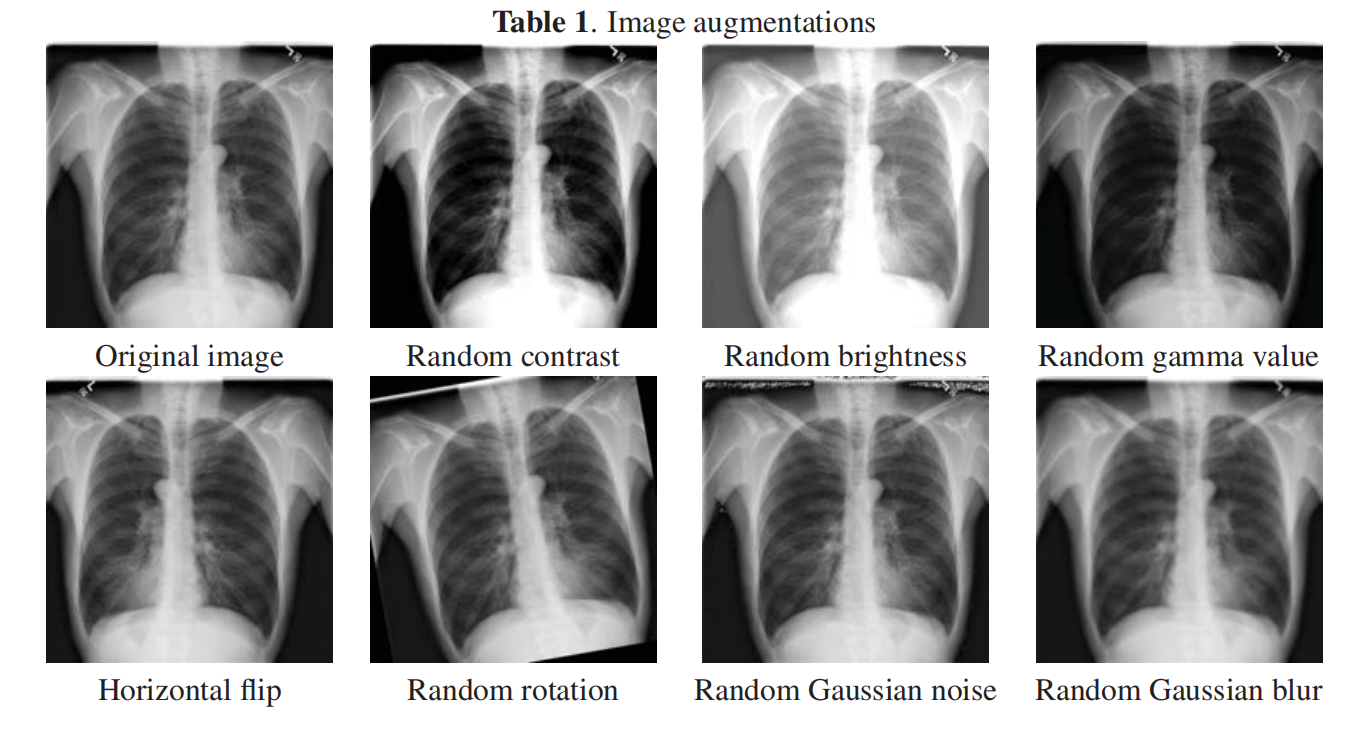 Table 1. Image augmentations
Original image
Random contrast
Random brightness
Random gamma value
Horizontal flip
Random rotation
Random Gaussian noise
Random Gaussian blur